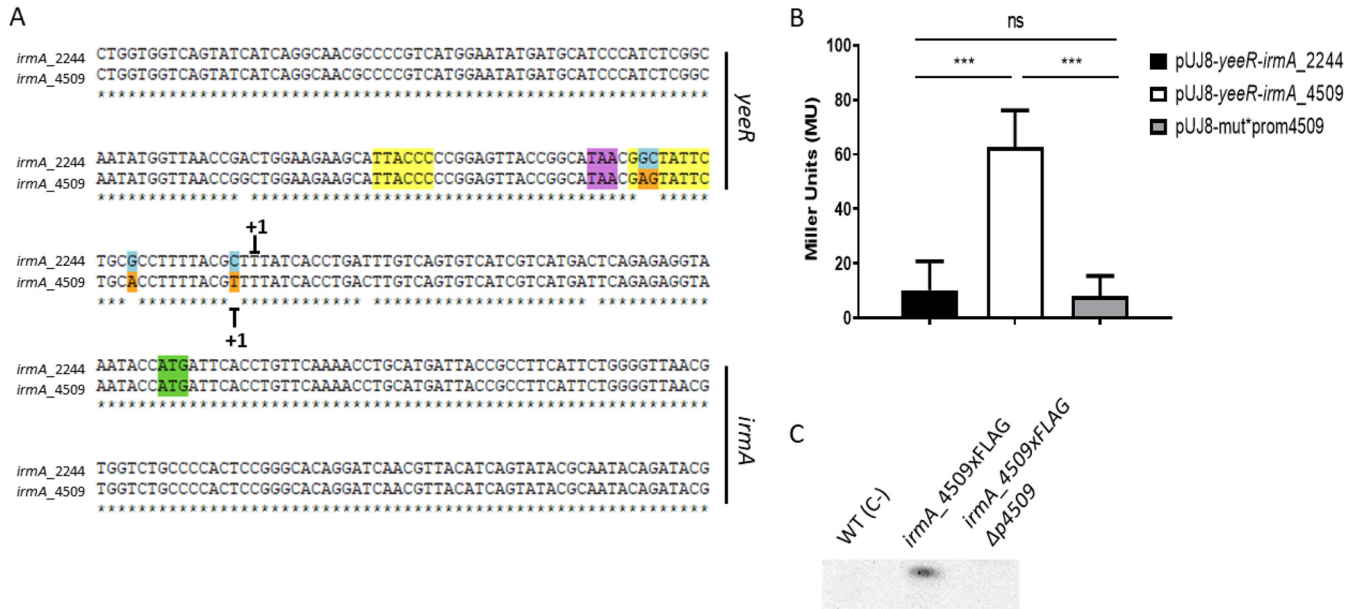 A
irmA_2244 CTGGTGGTCAGTATCATCAGGCAACGCCCCGTCATGGAATATGATGCATCCCATCTCGGC
irmA_4509 CTGGTGGTCAGTATCATCAGGCAACGCCCCGTCATGGAATATGATGCATCCCATCTCGGC
************************************************************
yeeR
irmA_2244 AATATGGTTAACCGACTGGAAGAAGCATTACCCCCGGAGTTACCGGCATAACGGCTATTC
irmA_4509 AATATGGTTAACCGGCTGGAAGAAGCATTACCCCCGGAGTTACCGGCATAACGAGTATTC
************** ************************************** *****
+1
irmA_2244 TGCGCCTTTTACGCTTTATCACCTGATTTGTCAGTGTCATCGTCATGACTCAGAGAGGTA
irmA_4509 TGCACCTTTTACGTTTTATCACCTGACTTGTCAGTGTCATCGTCATGATTCAGAGAGGTA
*** ********* ************ ********************* ***********
+1
irmA_2244 AATACCATGATTCACCTGTTCAAAACCTGCATGATTACCGCCTTCATTCTGGGGTTAACG
irmA_4509 AATACCATGATTCACCTGTTCAAAACCTGCATGATTACCGCCTTCATTCTGGGGTTAACG
************************************************************
irmA
irmA_2244 TGGTCTGCCCCACTCCGGGCACAGGATCAACGTTACATCAGTATACGCAATACAGATACG
irmA_4509 TGGTCTGCCCCACTCCGGGCACAGGATCAACGTTACATCAGTATACGCAATACAGATACG
************************************************************
B
ns
*** ***
100
80
60
40
20
0
Miller Units (MU)
pUJ8-yeeR-irmA_2244
pUJ8-yeeR-irmA_4509
pUJ8-mut*prom4509
C
WT (C-)
irmA_4509xFLAG
irmA_4509xFLAG
Δp4509